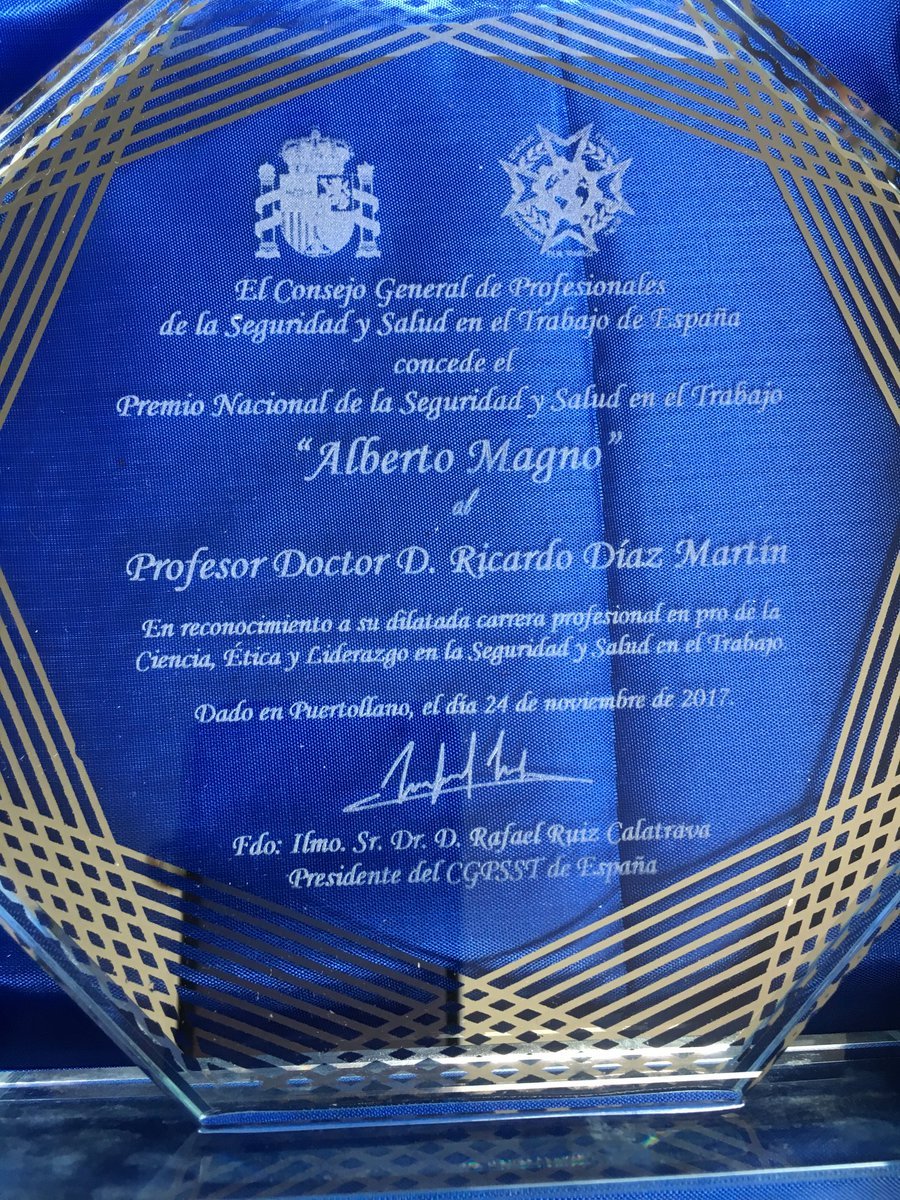 El Consejo General de Profesionales
de la Seguridad y Salud en el Trabajo de España
concede el
Premio Nacional de la Seguridad y Salud en el Trabajo
“Alberto Magno”
al
Profesor Doctor D. Ricardo Díaz Martín
En reconocimiento a su dilatada carrera profesional en pro de la
Ciencia, Ética y Liderazgo en la Seguridad y Salud en el Trabajo
Dado en Puertollano, el día 24 de noviembre de 2017.
Fdo: Ilmo. Sr. Dr. D. Rafael Ruiz Calatrava
Presidente del CGPSST de España